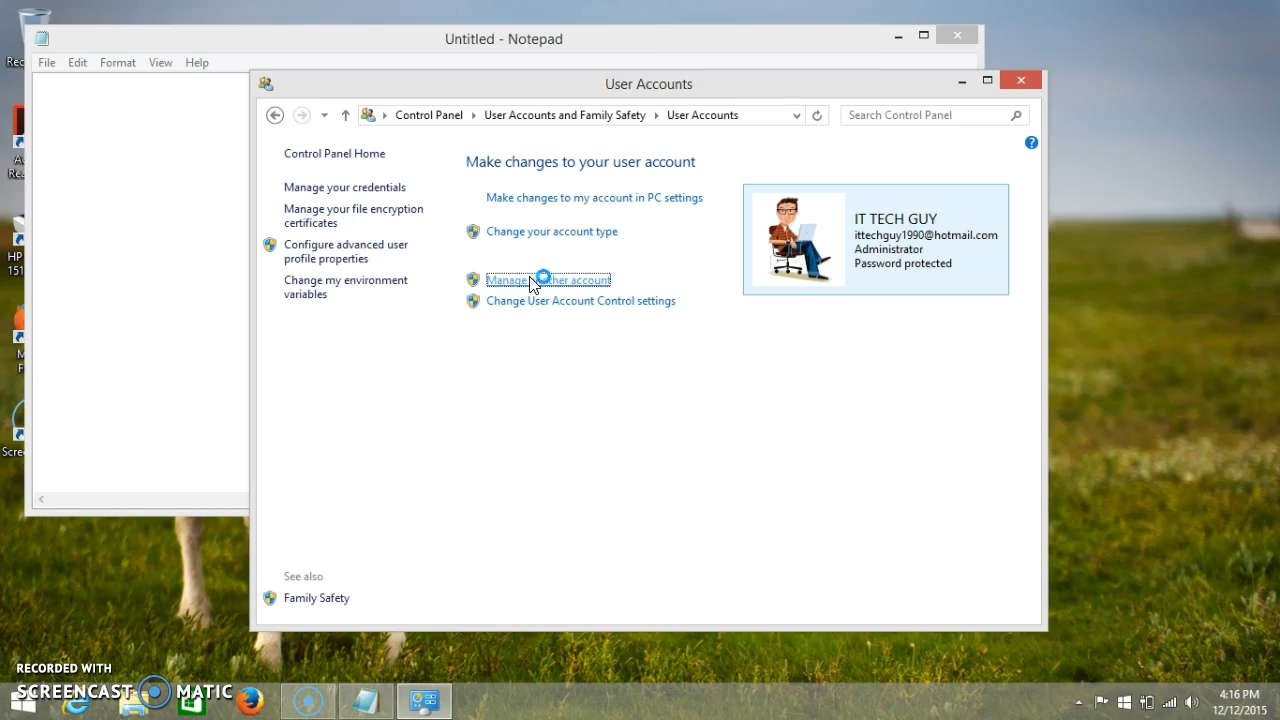 Untitled - Notepad
File Edit Format View Help
User Accounts
Control Panel User Accounts and Family Safety User Accounts
Search Control Panel
Control Panel Home
Manage your credentials
Manage your file encryption
certificates
Configure advanced user
profile properties
Change my environment
variables
Make changes to your user account
Make changes to my account in PC settings
Change your account type
Manage account
Change User Account Control settings
IT TECH GUY
ittechguy1990@hotmail.com
Administrator
Password protected
See also
Family Safety
RECORDED WITH
SCREENCAST MATIC
4:16 PM
12/12/2015